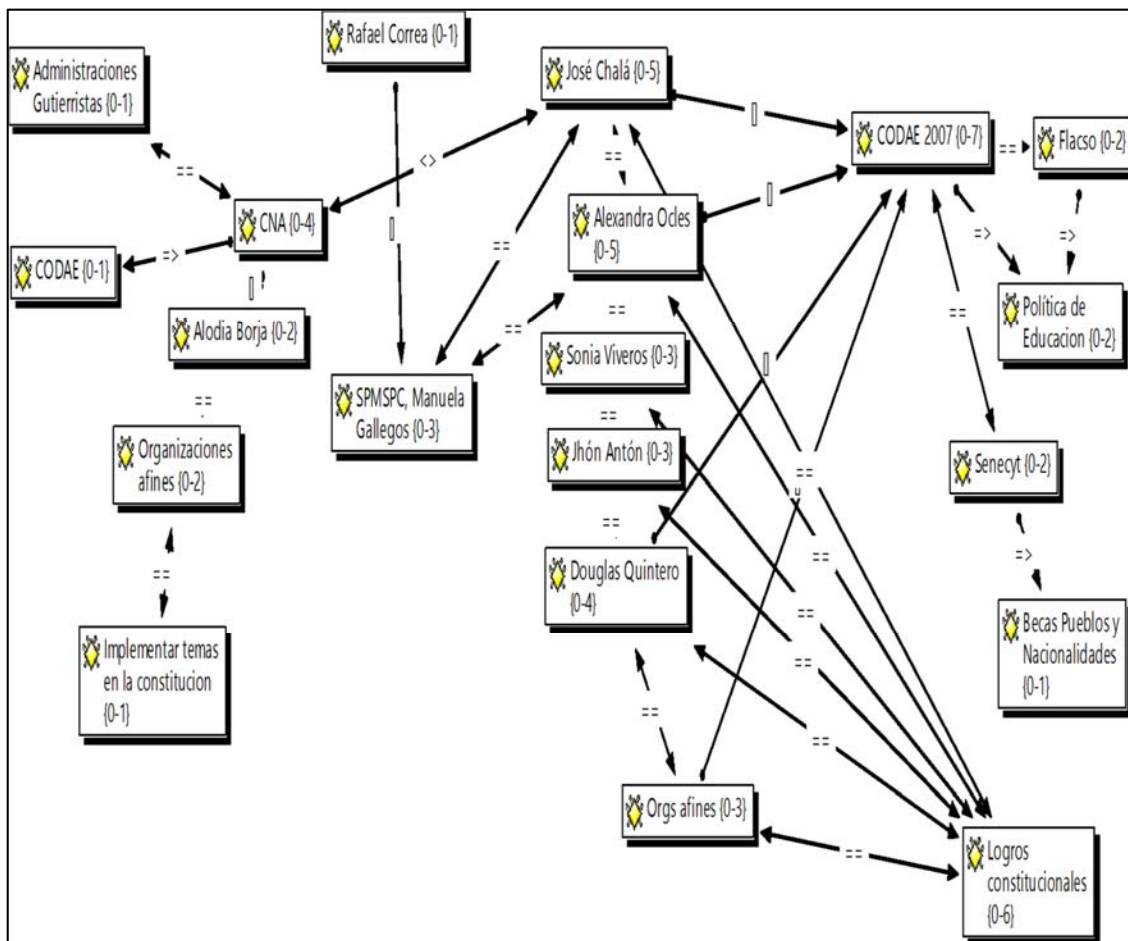 Rafael Correa {0-1}
Administraciones
Gutierristas {0-1}
José Chalá {0-5}
[]
CODAE 2007 {0-7}
==
Flacso {0-2}
==
<>
==
CNA {0-4}
[]
Alexandra Ocles
{0-5}
[]
=>
CODAE {0-1}
=>
=>
[]
==
Política de
Educacion {0-2}
Alodia Borja {0-2}
==
==
==
Sonia Viveros {0-3}
[]
SPMSPC, Manuela
Gallegos {0-3}
==
==
Organizaciones
afines {0-2}
Jhón Antón {0-3}
Senecyt {0-2}
==
==
==
==
=>
==
Douglas Quintero
{0-4}
==
Becas Pueblos y
Nacionalidades
{0-1}
Implementar temas
en la constitucion
{0-1}
==
==
==
Orgs afines {0-3}
==
Logros
constitucionales
{0-6}